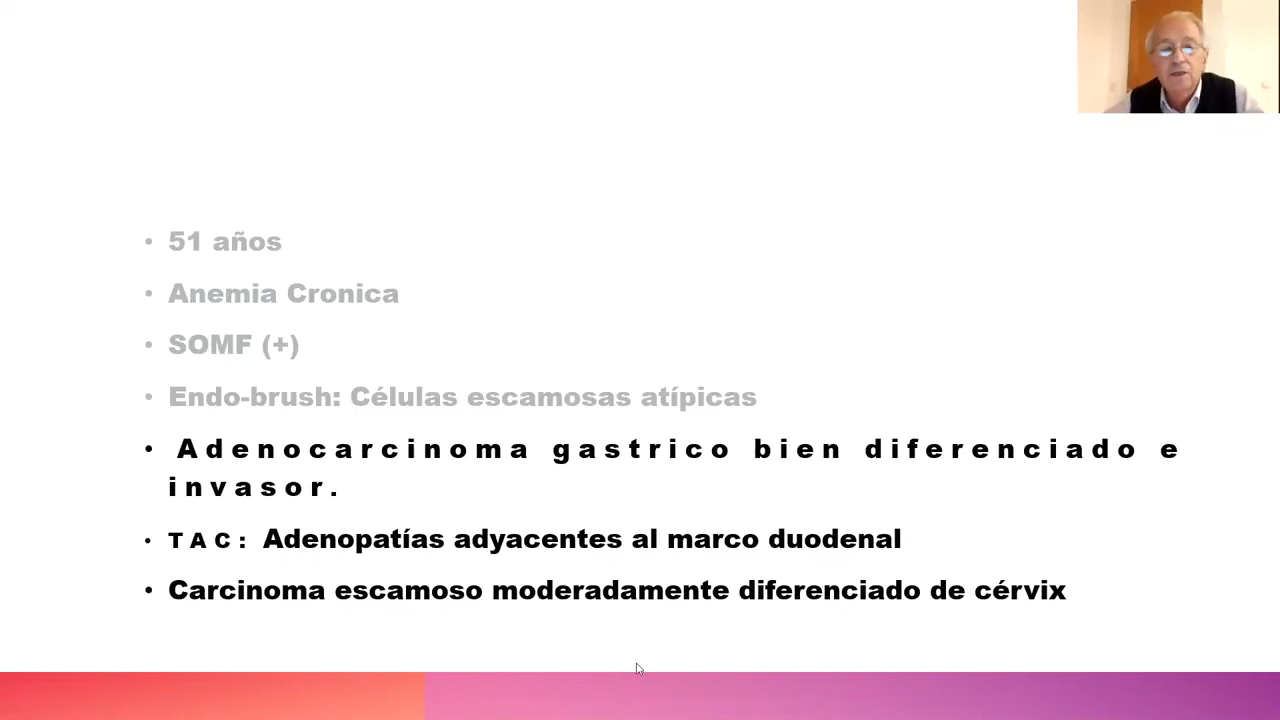 • 51 años
• Anemia Cronica
• SOMF (+)
• Endo-brush: Células escamosas atípicas
• Adenocarcinoma gastrico bien diferenciado e
invasor.
• TAC: Adenopatías adyacentes al marco duodenal
• Carcinoma escamoso moderadamente diferenciado de cérvix